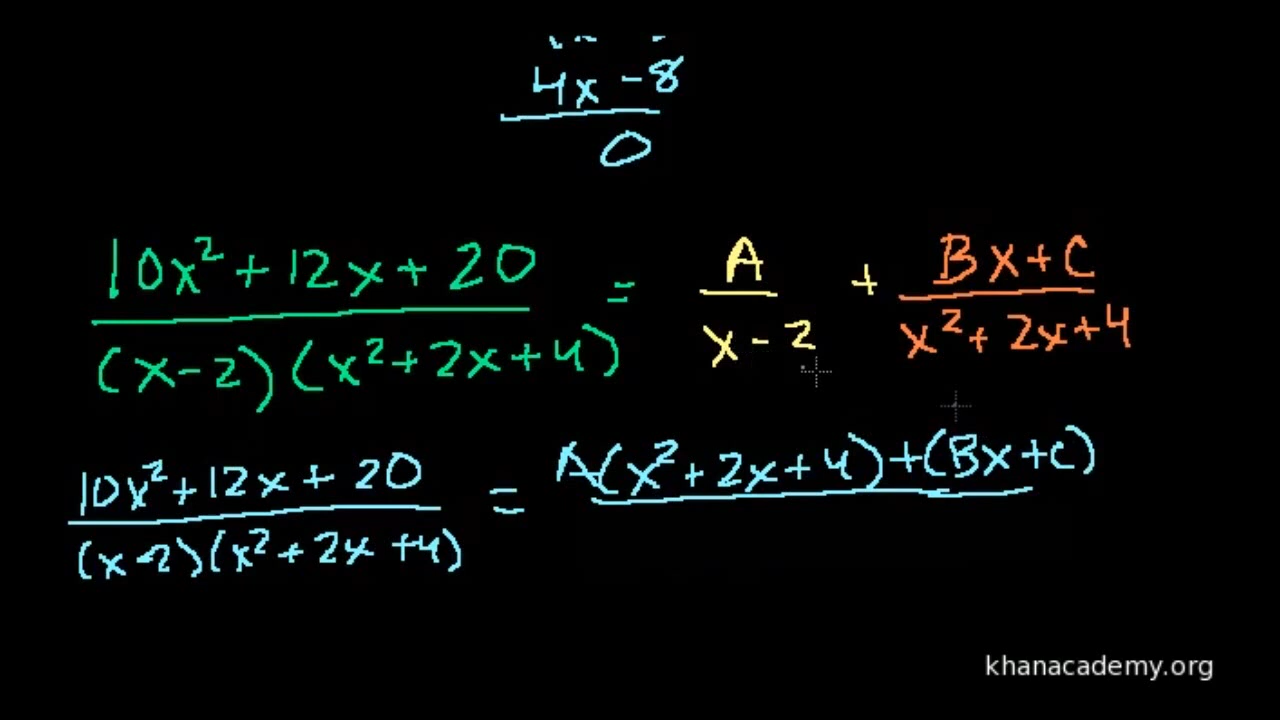 4x - 8
0
10x² + 12x + 20 = A + Bx + C
(x - 2)(x² + 2x + 4) x - 2 x² + 2x + 4
10x² + 12x + 20 = A(x² + 2x + 4) + (Bx + C)
(x - 2)(x² + 2x + 4)
khanacademy.org